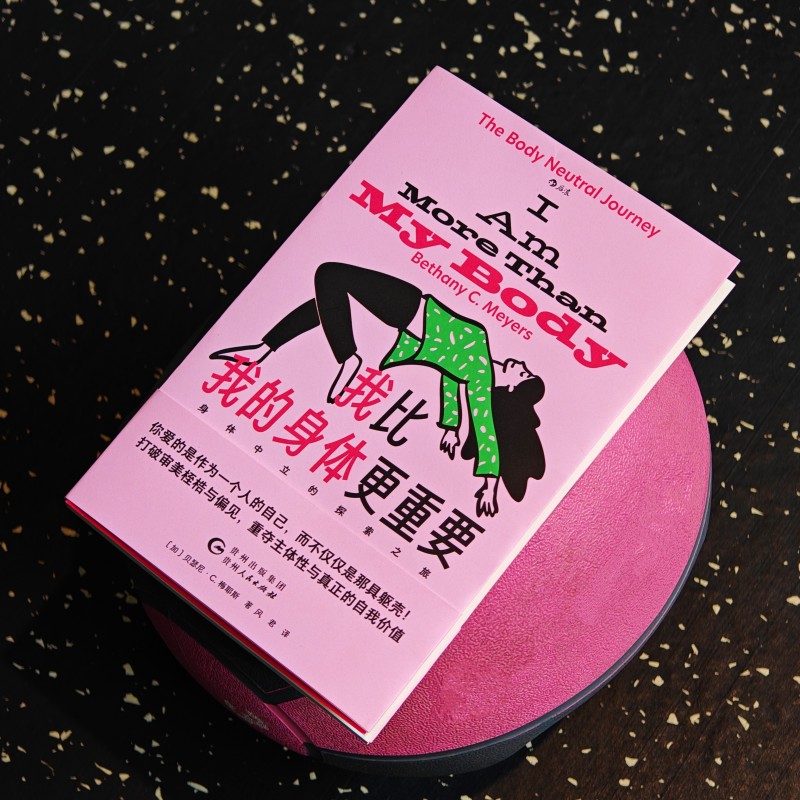 The Body Neutral Journey
后浪
I
Am
More Than
My Body
Bethany C. Meyers
我比
我的身体更重要
身体中立的探索之旅
你爱的是作为一个人的自己，而不仅仅是那具躯壳！
打破审美桎梏与偏见，重夺主体性与真正的自我价值
贵州出版集团
贵州人民出版社
［加］贝瑟尼·C.梅耶斯 著 风君 译